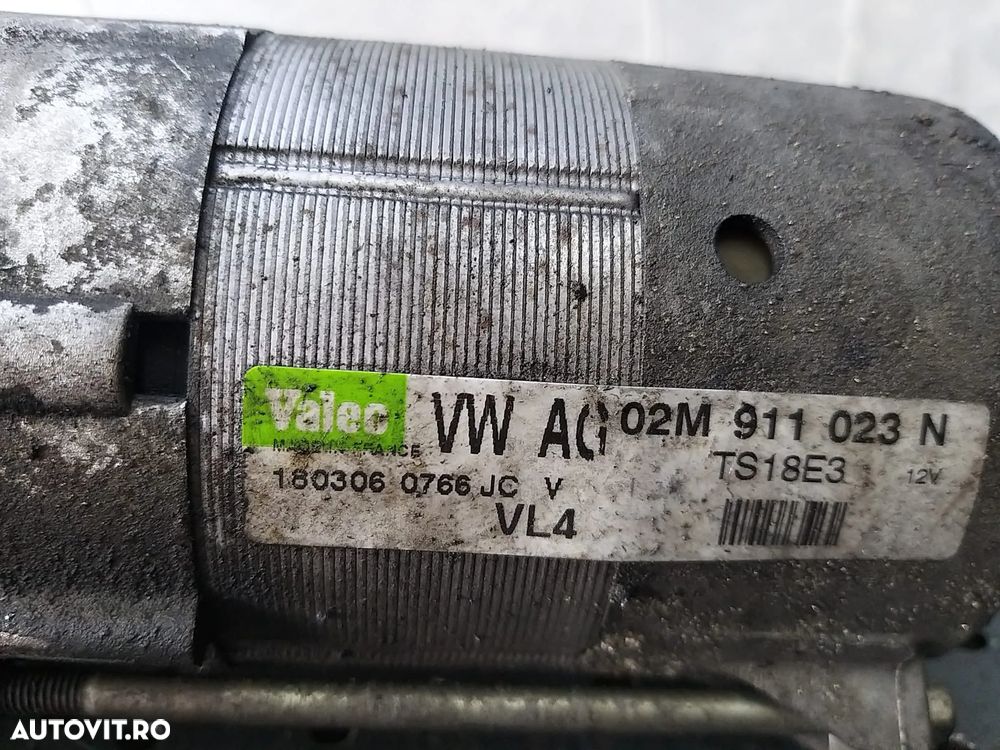 Valeo
MADE IN FRANCE
VW AG 02M 911 023 N
TS18E3 12V
180306 0766 JC V
VL4
AUTOVIT.RO